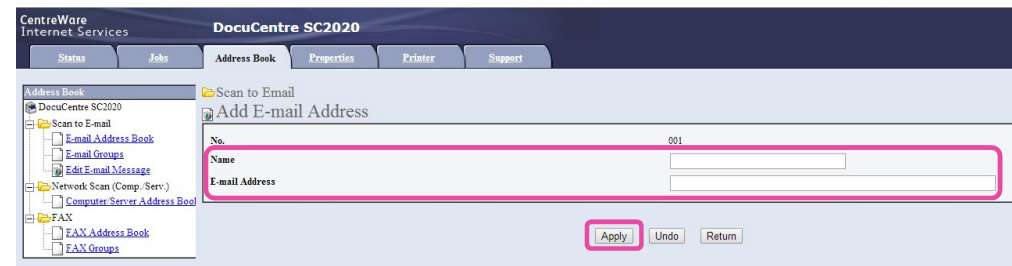 CentreWare
Internet Services
DocuCentre SC2020
Status Jobs Address Book Properties Printer Support
Address Book
DocuCentre SC2020
Scan to E-mail
E-mail Address Book
E-mail Groups
Edit E-mail Message
Network Scan (Comp./Serv.)
Computer/Server Address Book
FAX
FAX Address Book
FAX Groups
Scan to Email
Add E-mail Address
No. 001
Name
E-mail Address
Apply Undo Return